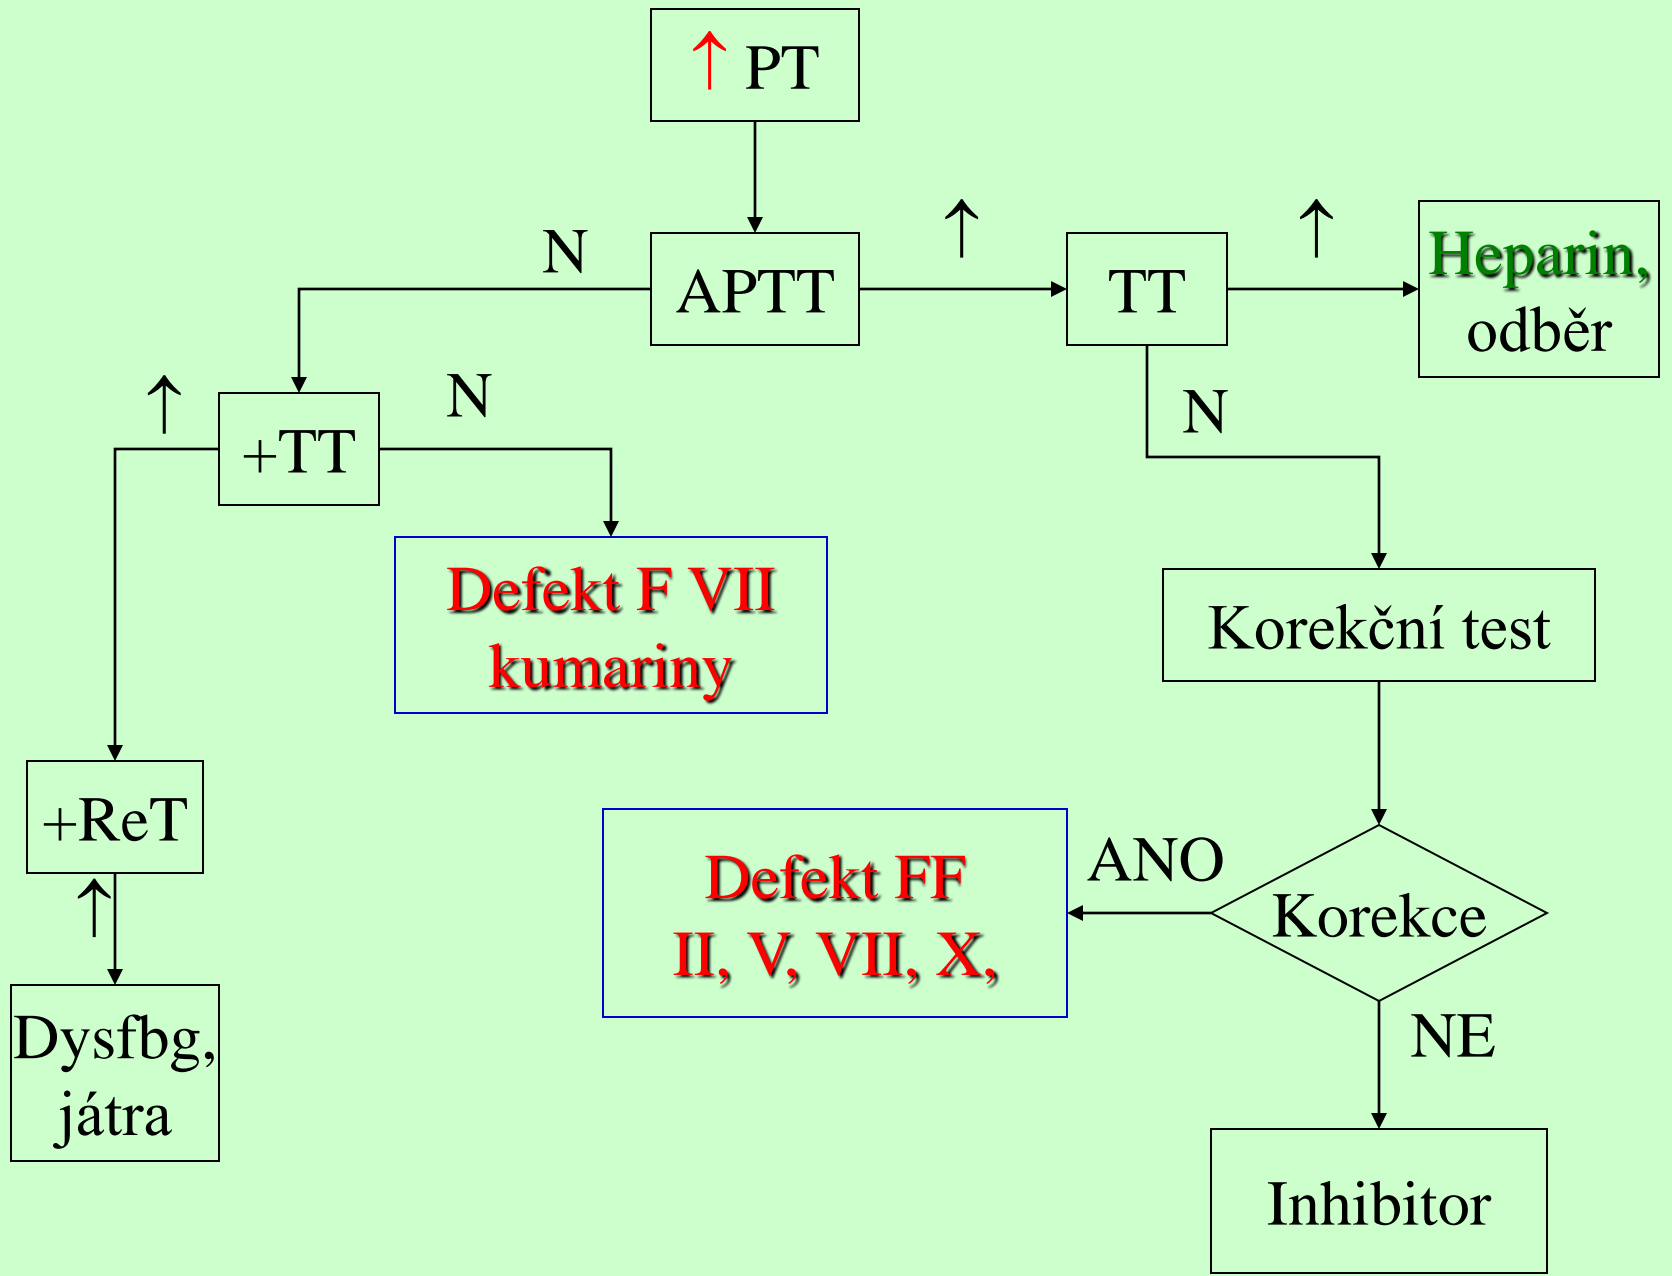 ↑ PT
N
APTT
↑
TT
↑
Heparin,
odběr
↑
+TT
N
N
Defekt F VII
kumariny
Korekční test
+ReT
↑
Dysfbg,
játra
Defekt FF
II, V, VII, X,
ANO
Korekce
NE
Inhibitor